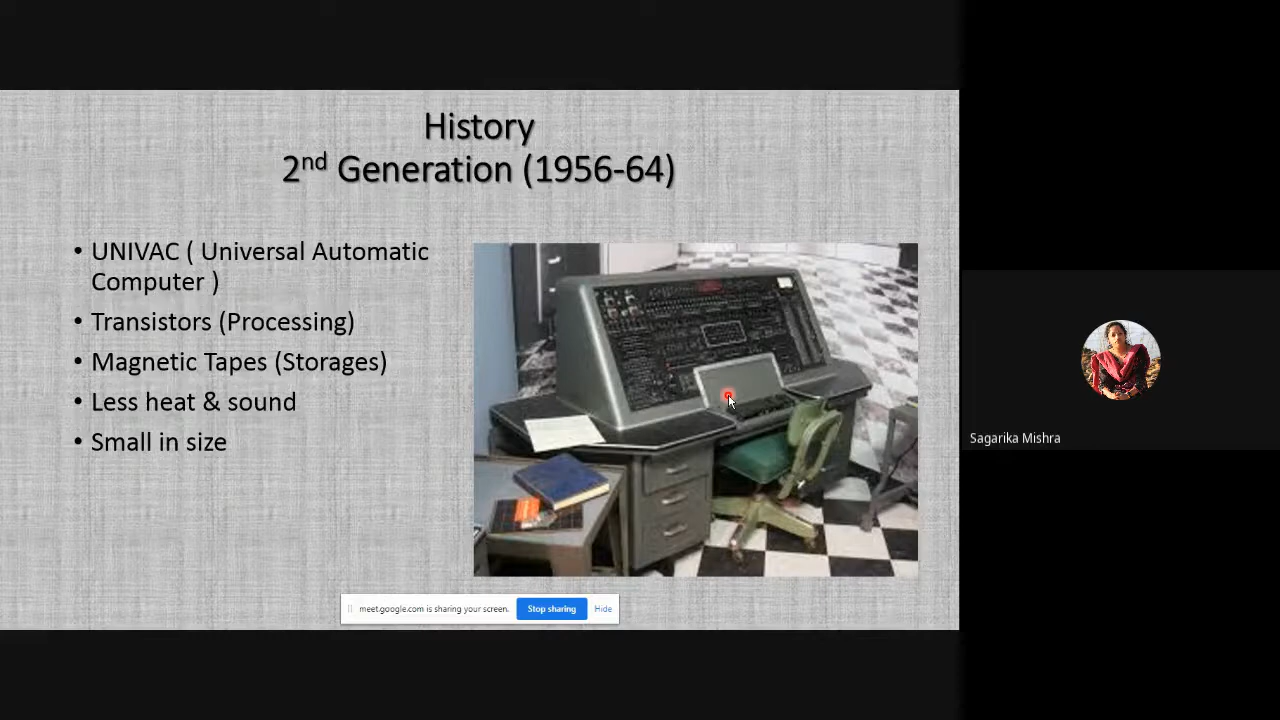 History
2nd Generation (1956-64)
• UNIVAC ( Universal Automatic
Computer )
• Transistors (Processing)
• Magnetic Tapes (Storages)
• Less heat & sound
• Small in size
meet.google.com is sharing your screen.
Stop sharing
Hide
Sagarika Mishra